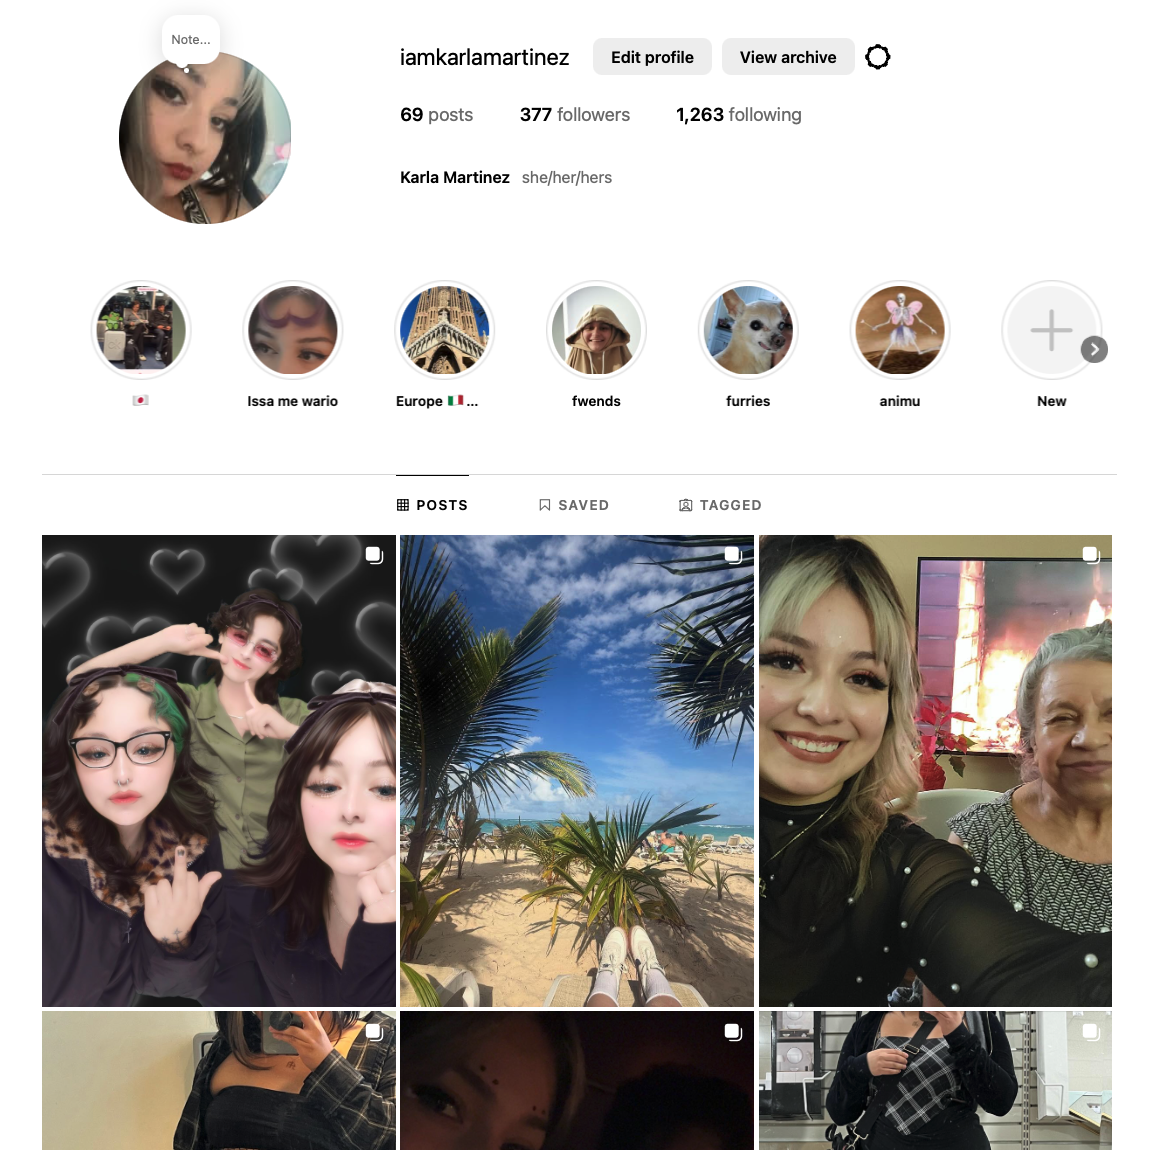 Note...
iamkarlamartinez Edit profile View archive
69 posts 377 followers 1,263 following
Karla Martinez she/her/hers
🇯🇵 Issa me wario Europe 🇮🇹... fwends furries animu New
POSTS SAVED TAGGED